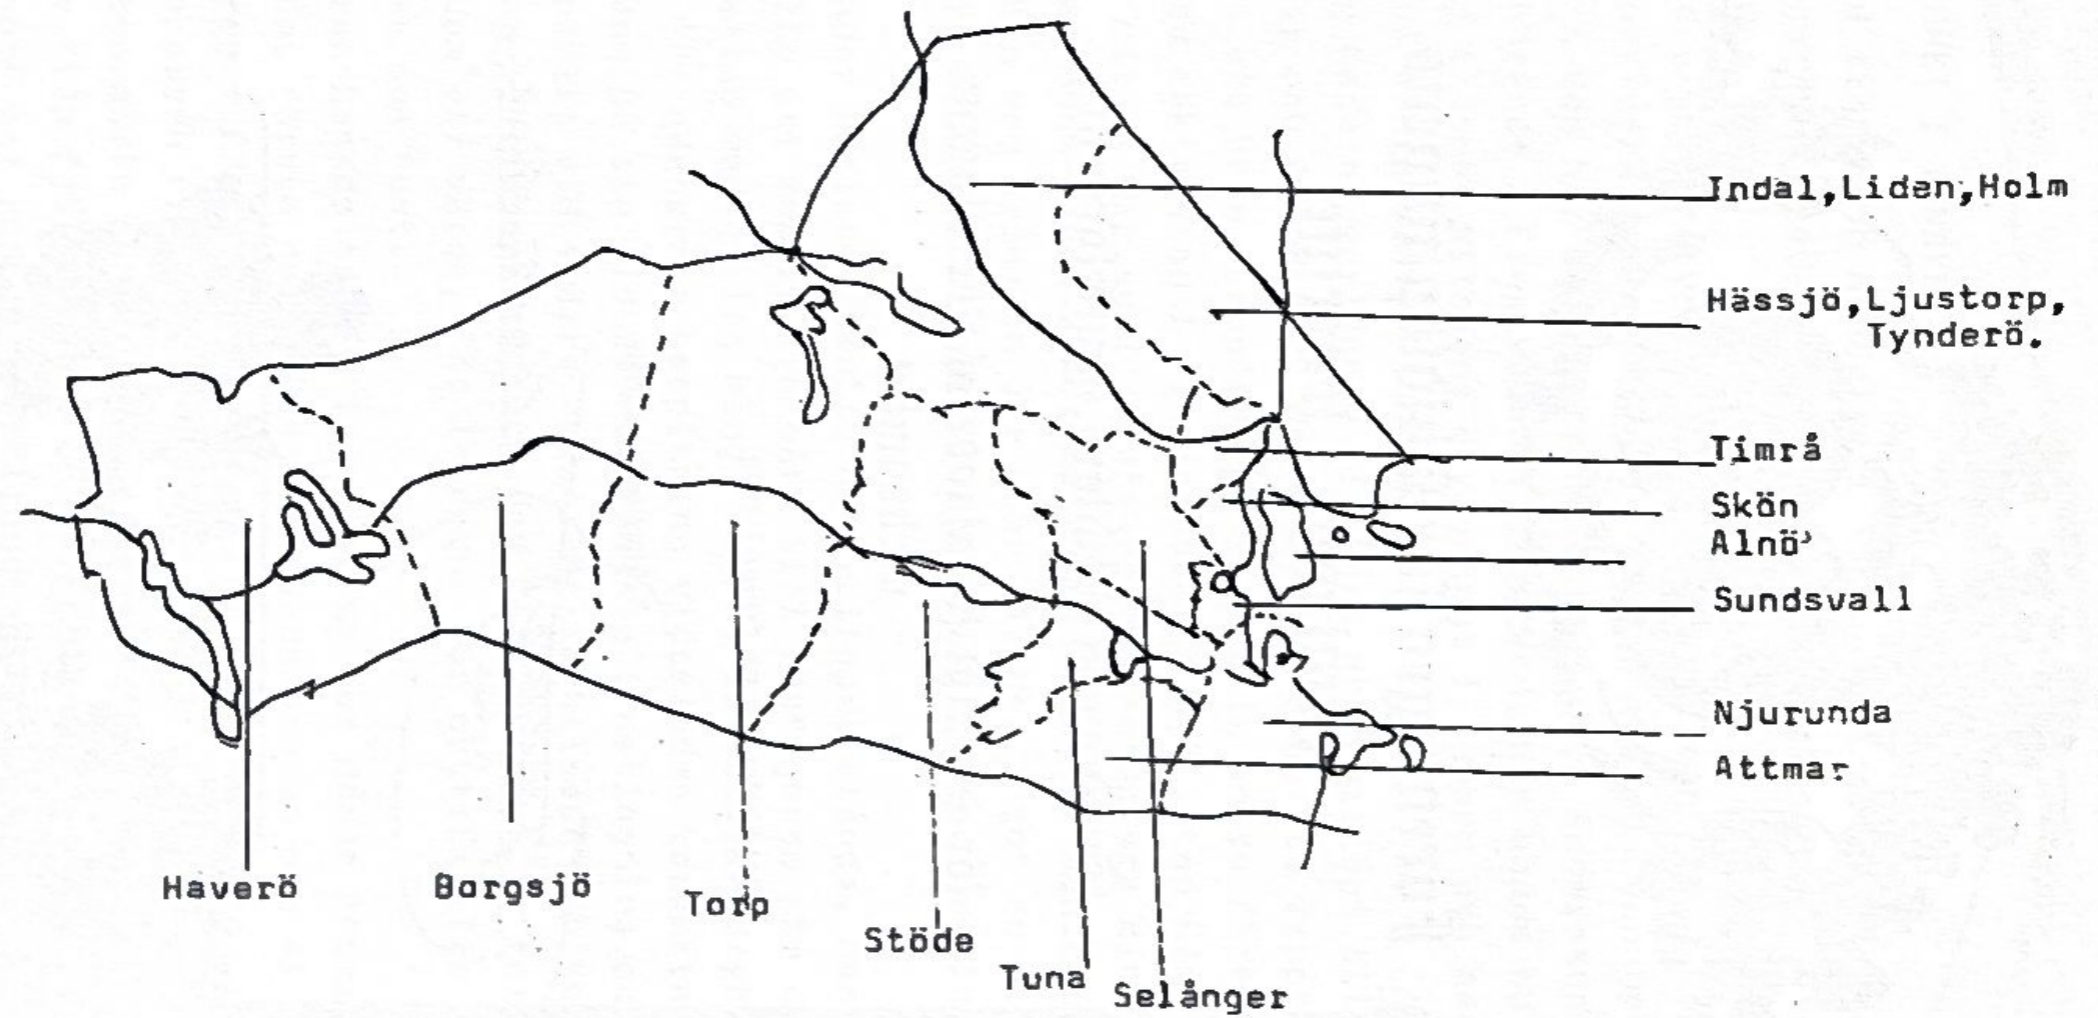 Indal,Liden,Holm
Hässjö,Ljustorp,
Tynderö.
Timrå
Skön
Alnö
Sundsvall
Njurunda
Attmar
Haverö
Borgsjö
Torp
Stöde
Tuna
Selånger